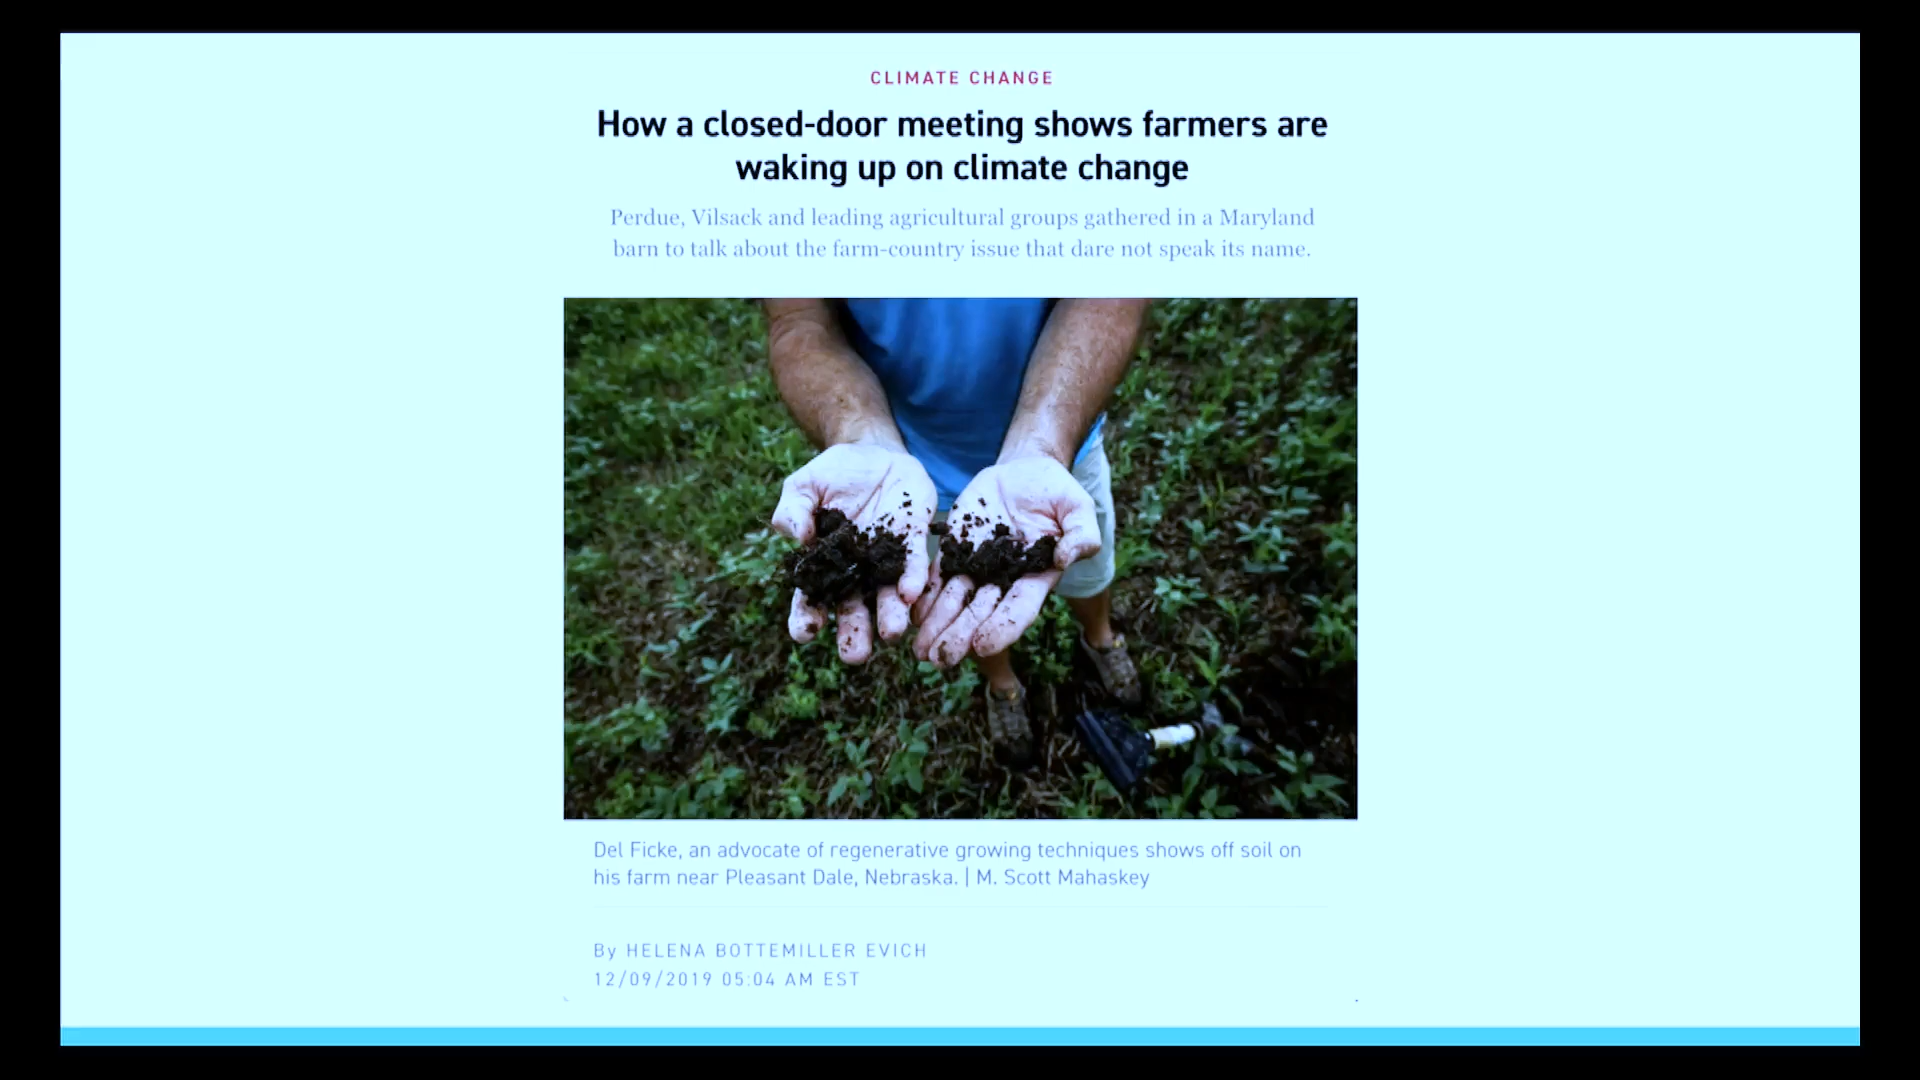 CLIMATE CHANGE
How a closed-door meeting shows farmers are
waking up on climate change
Perdue, Vilsack and leading agricultural groups gathered in a Maryland
barn to talk about the farm-country issue that dare not speak its name.
Del Ficke, an advocate of regenerative growing techniques shows off soil on
his farm near Pleasant Dale, Nebraska. | M. Scott Mahaskey
By HELENA BOTTEMILLER EVICH
12/09/2019 05:04 AM EST